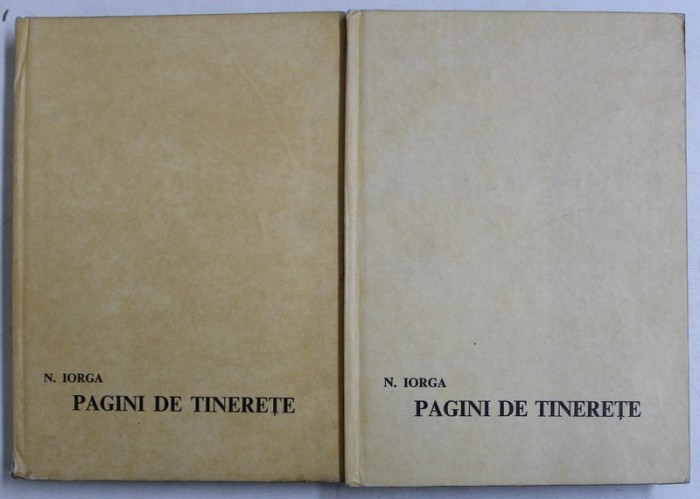 N. IORGA
PAGINI DE TINEREȚE
N. IORGA
PAGINI DE TINEREȚE